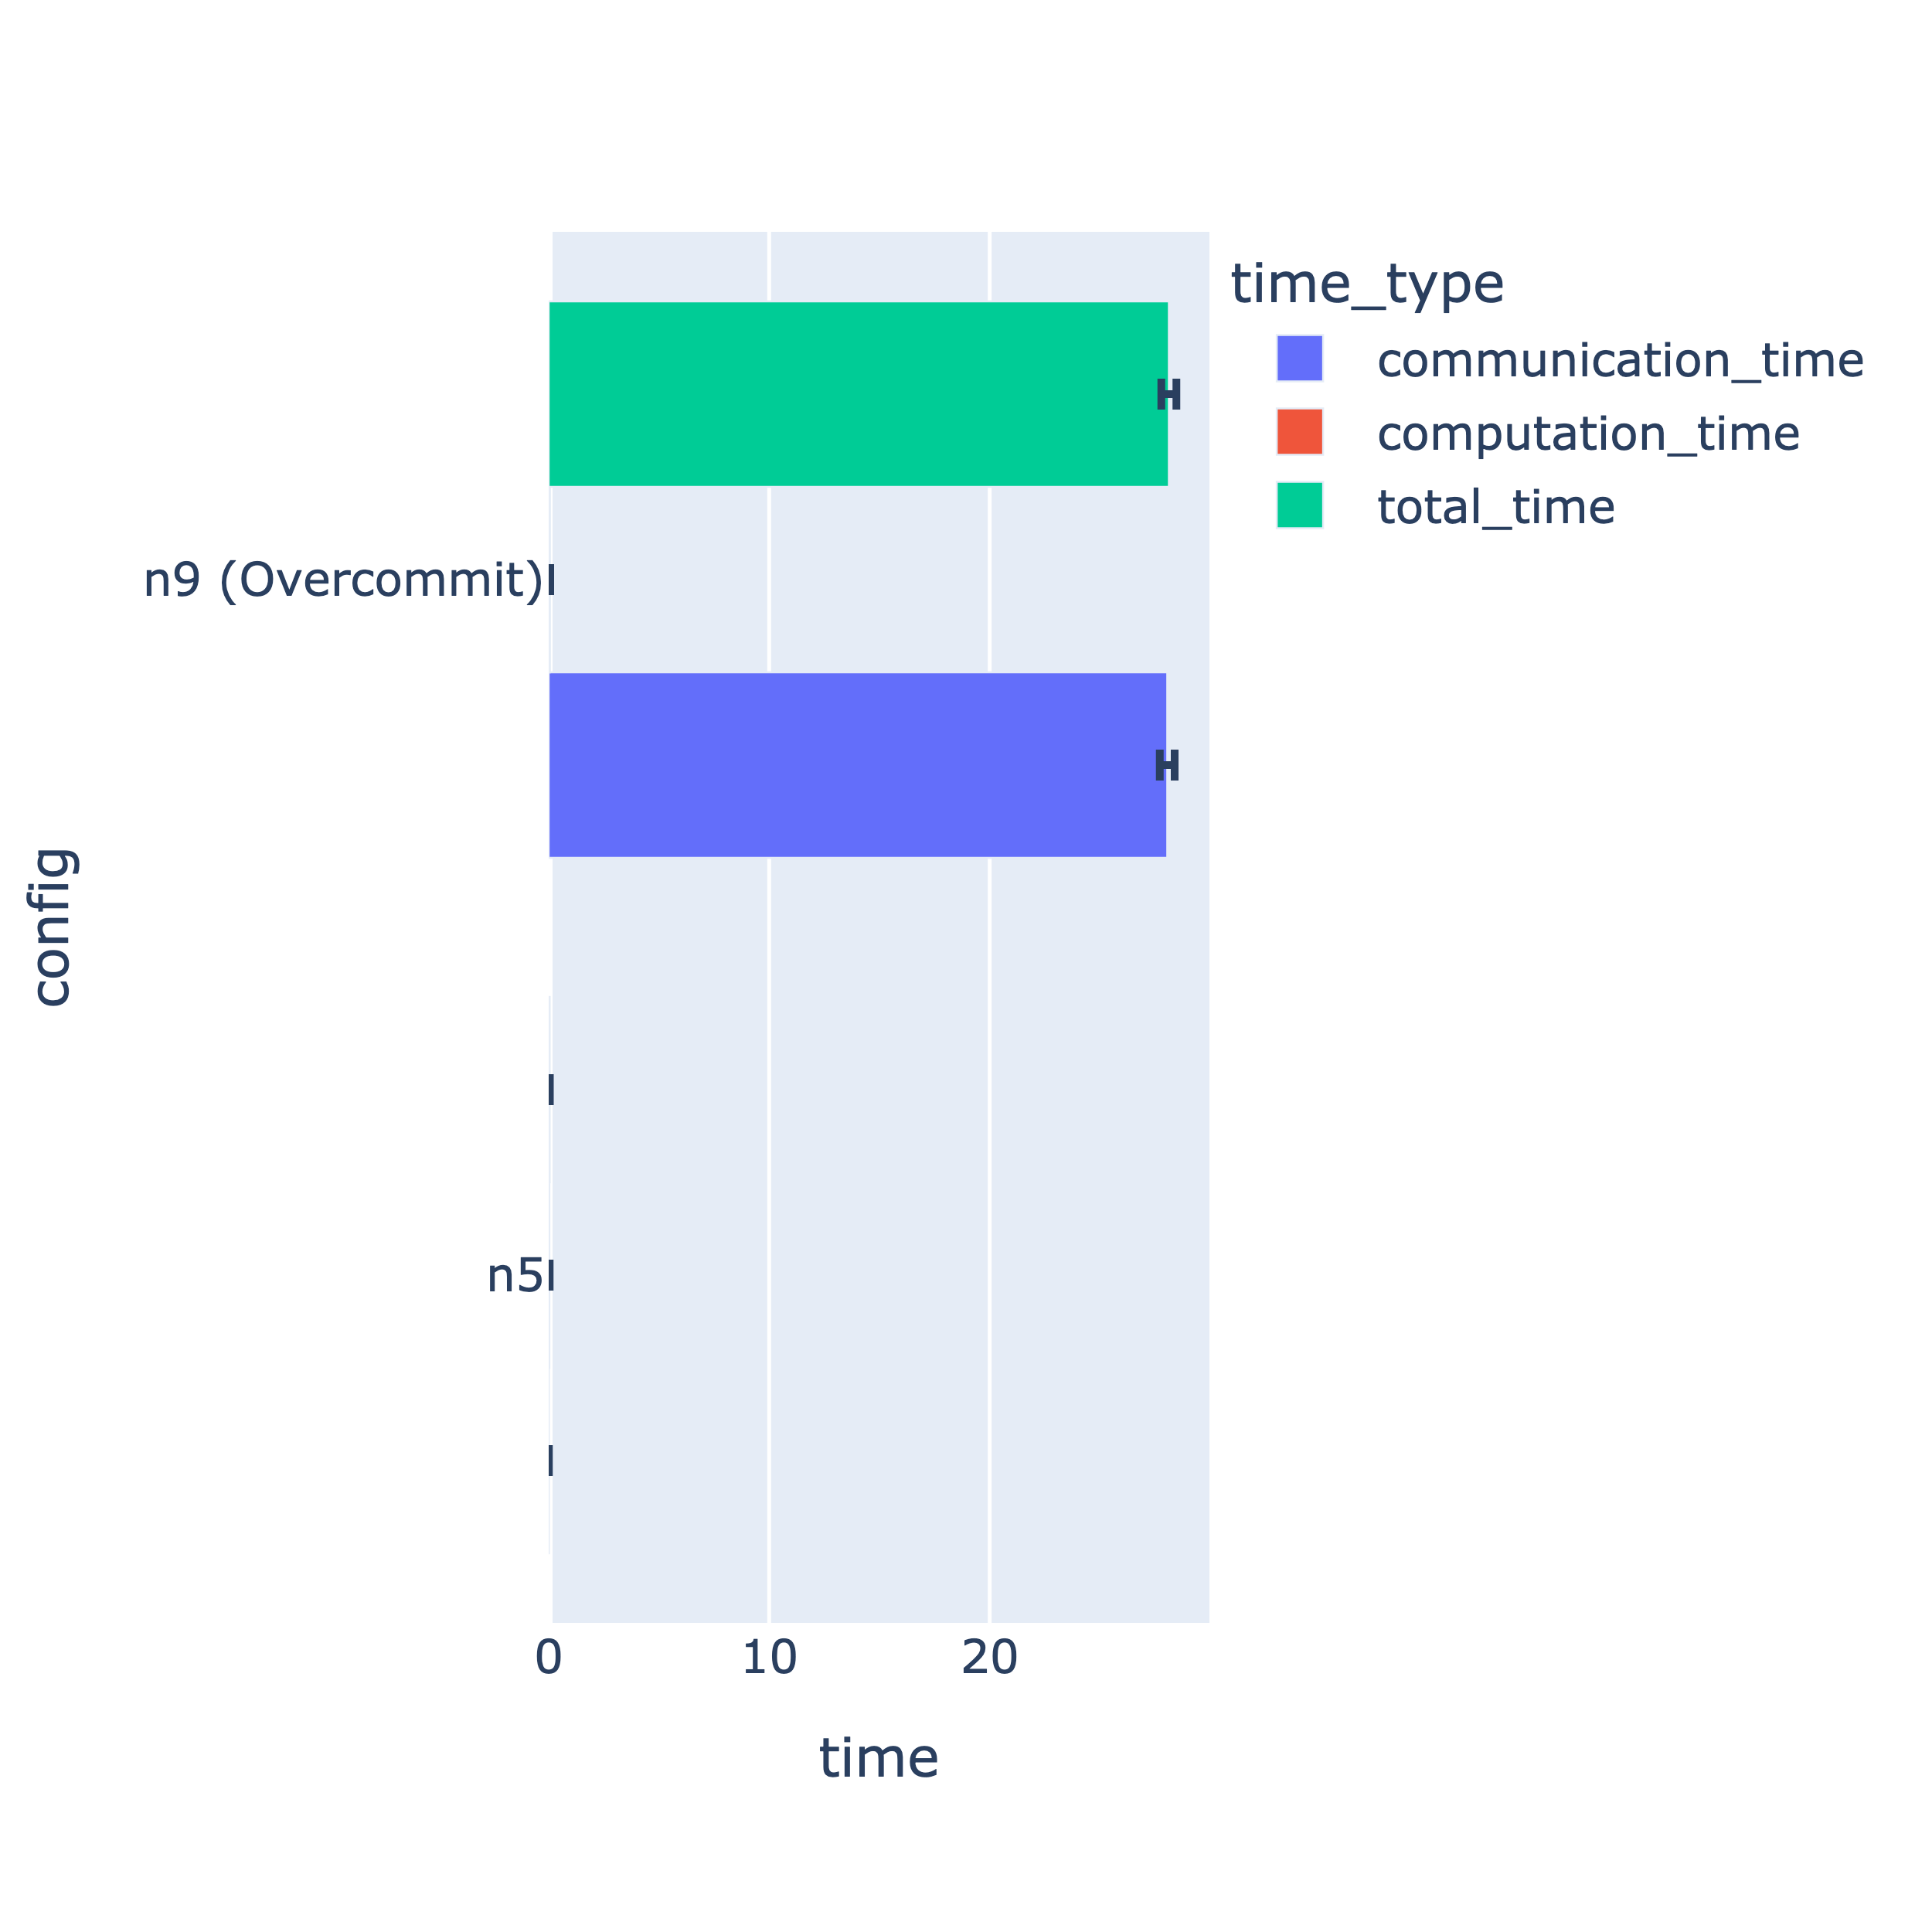 time_type
communication_time
computation_time
total_time
n9 (Overcommit)
config
n5
0 10 20
time